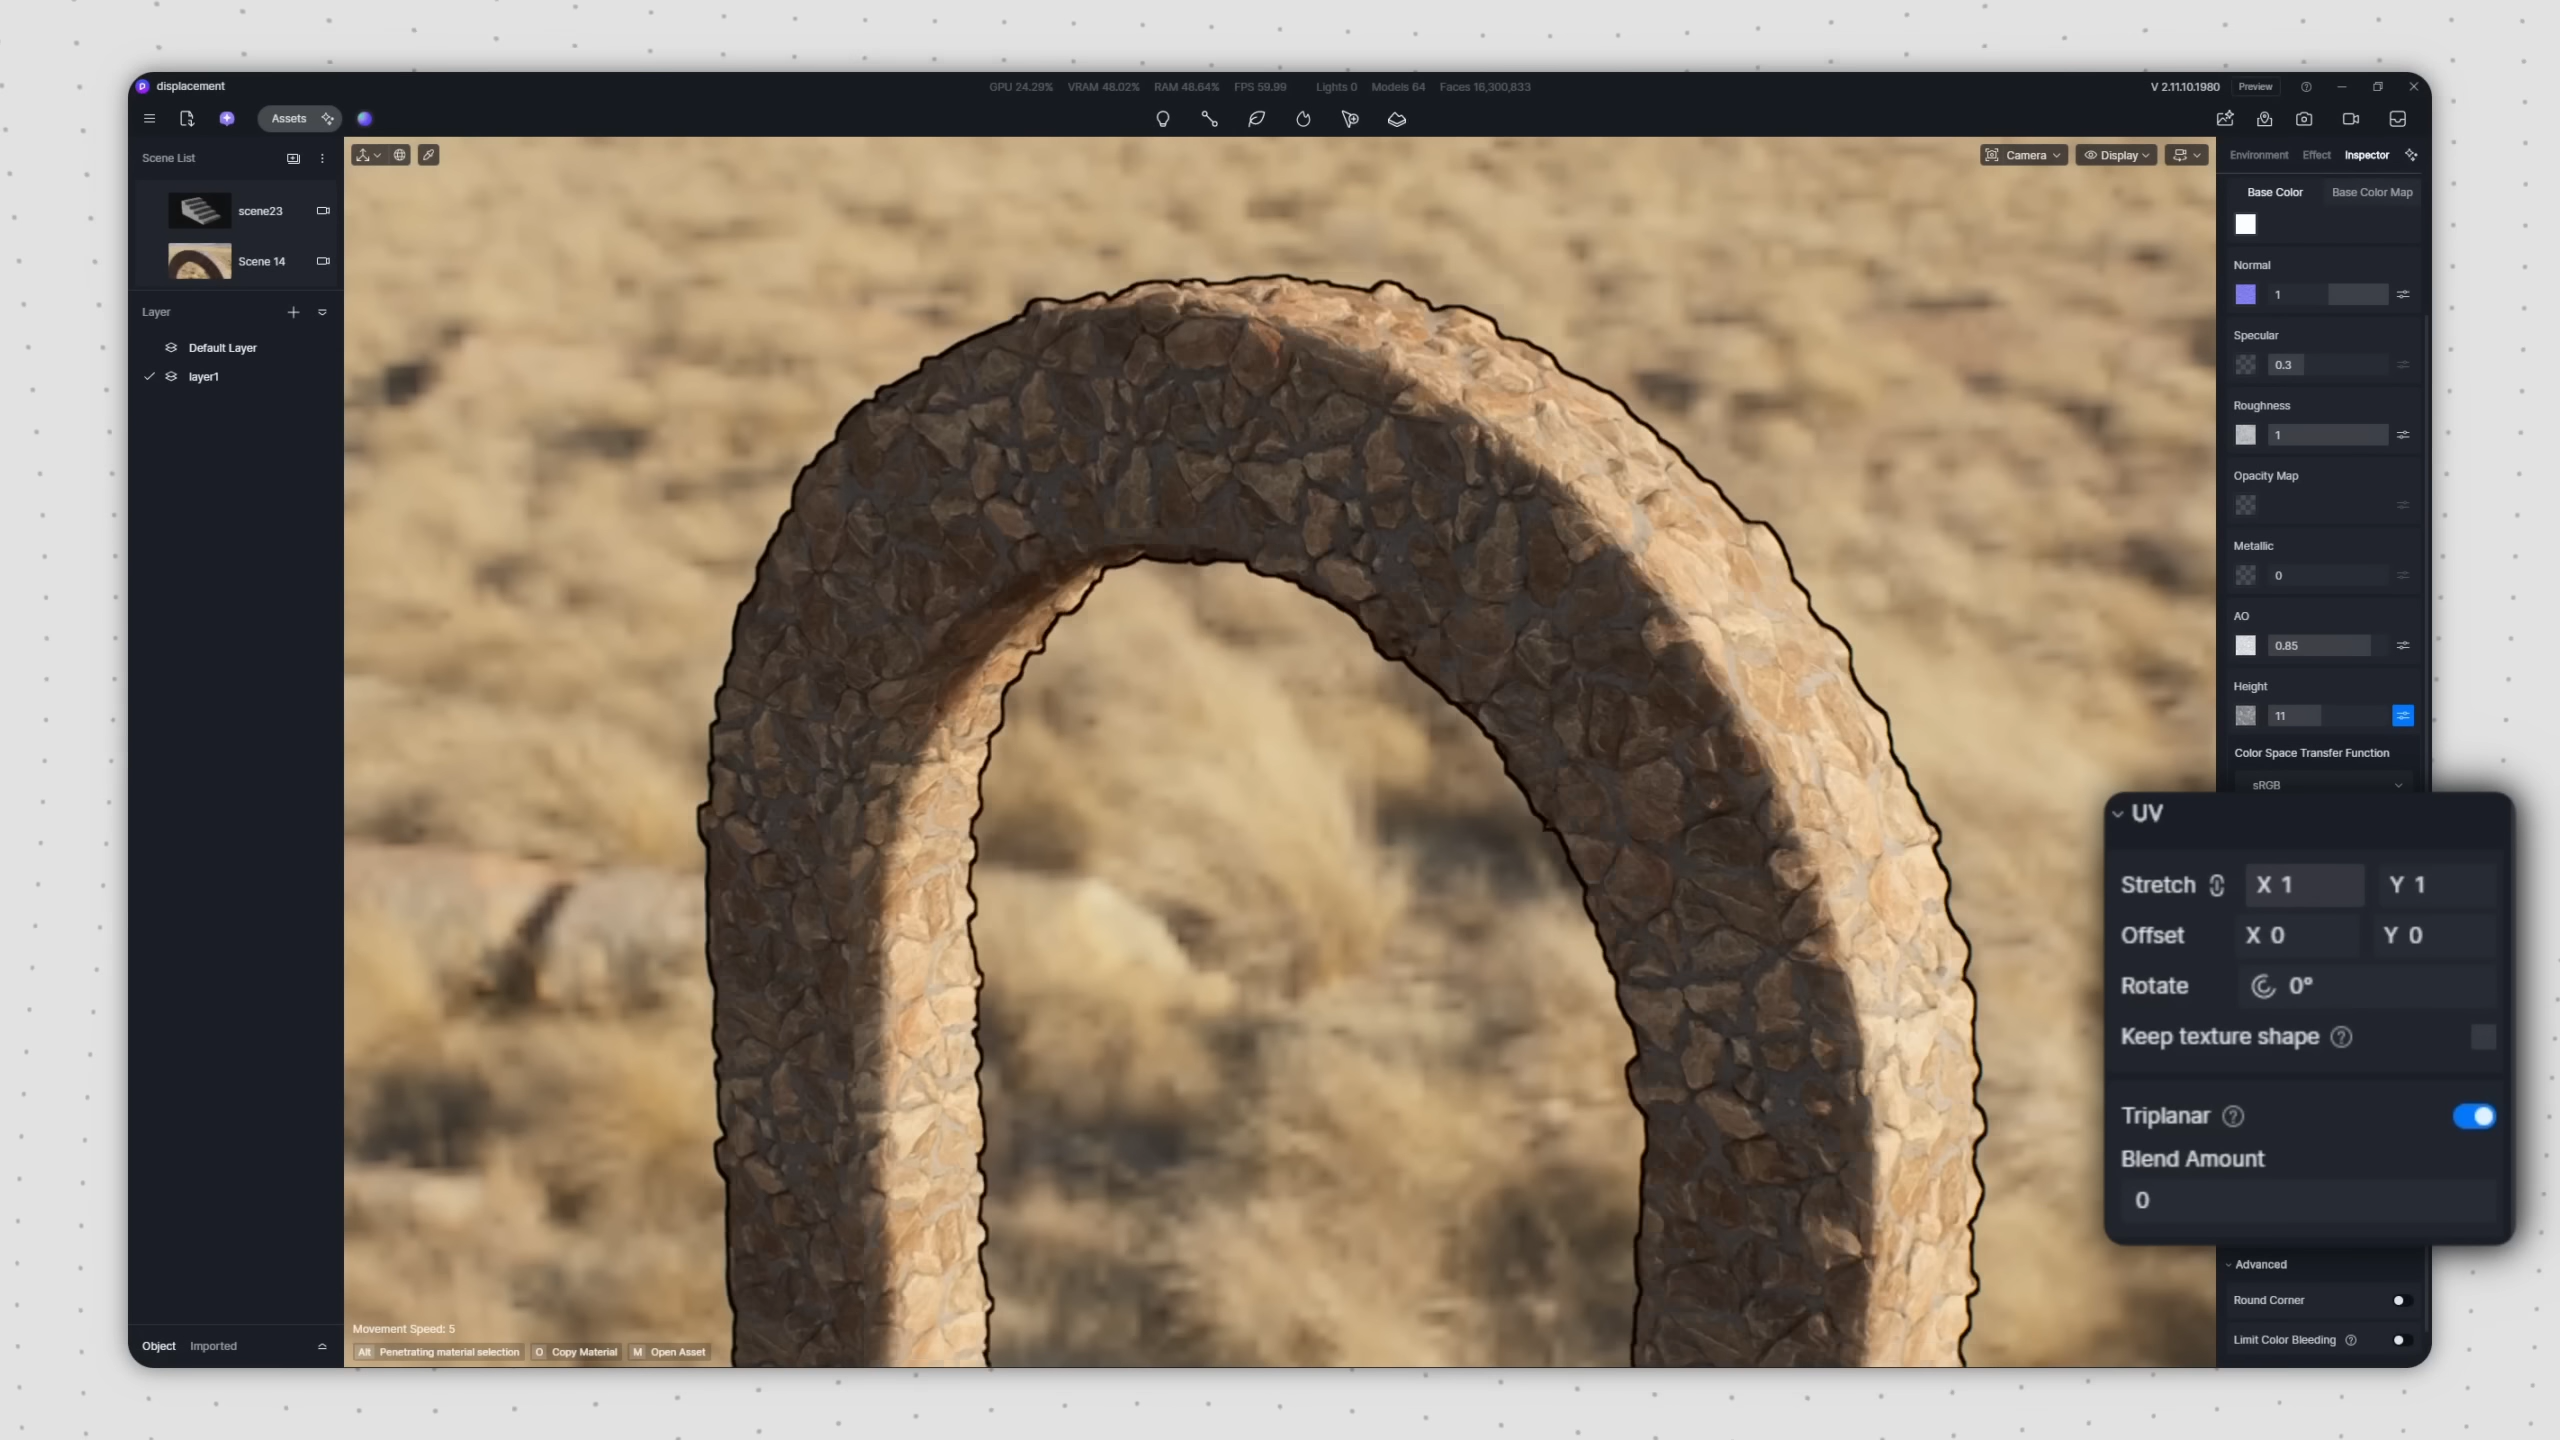 displacement
GPU 24.29% VRAM 48.02% RAM 48.64% FPS 59.99 Lights 0 Models 64 Faces 16,300,833
V 2.11.10.1980 Preview
Assets
Scene List
scene23
Scene 14
Layer
Default Layer
layer1
Object Imported
Camera Display
Movement Speed: 5
Alt Penetrating material selection O Copy Material M Open Asset
Environment Effect Inspector
Base Color Base Color Map
Normal
1
Specular
0.3
Roughness
1
Opacity Map
Metallic
0
AO
0.85
Height
11
Color Space Transfer Function
sRGB
UV
Stretch X 1 Y 1
Offset X 0 Y 0
Rotate 0°
Keep texture shape
Triplanar
Blend Amount
0
Advanced
Round Corner
Limit Color Bleeding